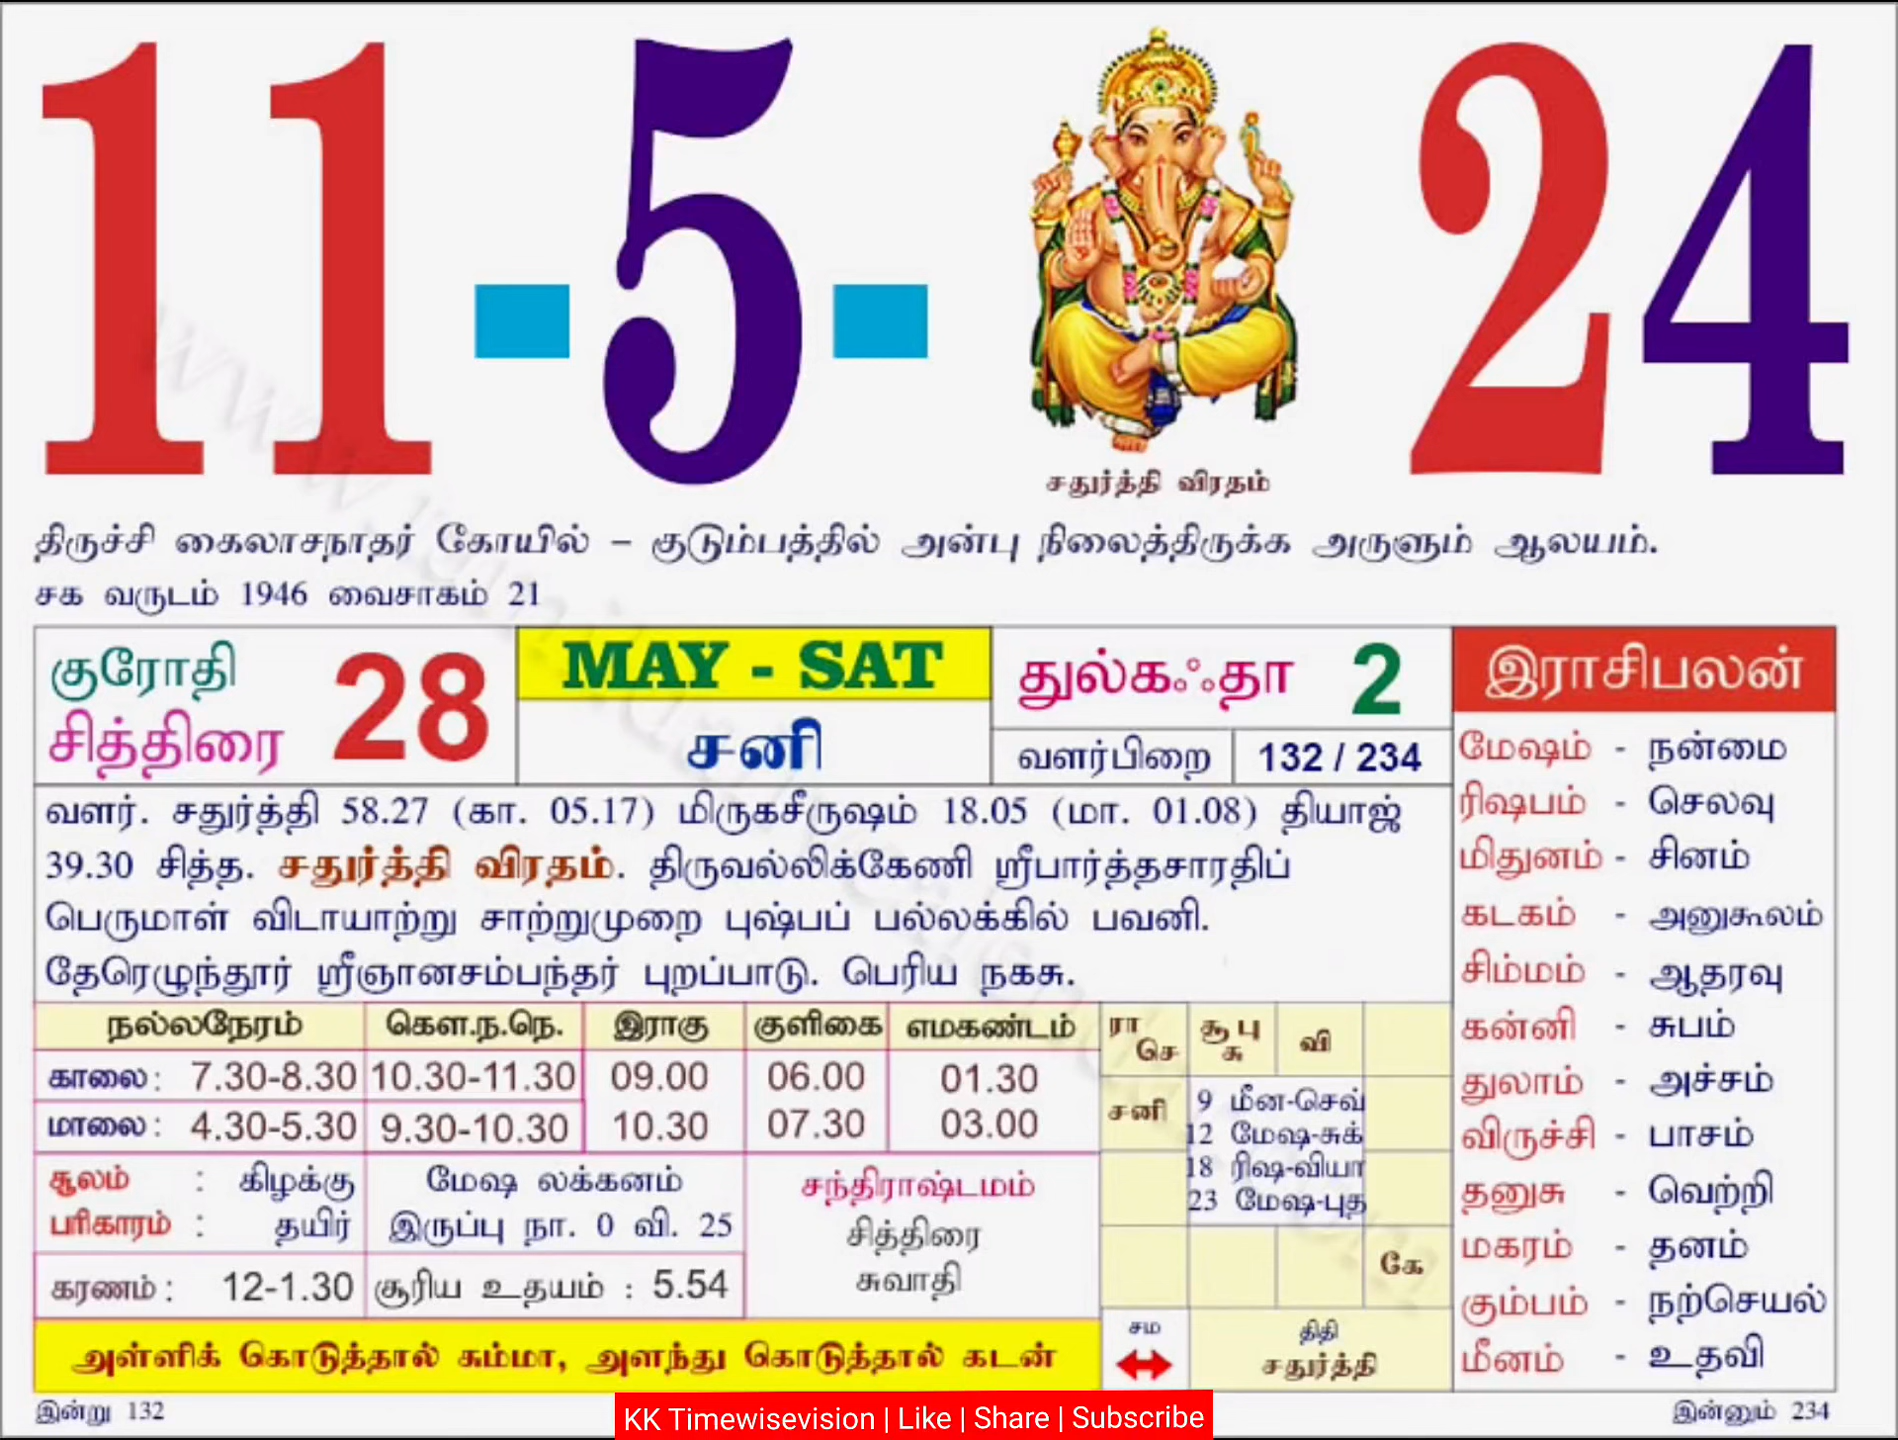 11-5- 24
சதுர்த்தி விரதம்
திருச்சி கைலாசநாதர் கோயில் – குடும்பத்தில் அன்பு நிலைத்திருக்க அருளும் ஆலயம்.
சக வருடம் 1946 வைசாகம் 21
குரோதி
சித்திரை 28
MAY - SAT
சனி
துல்கஃதா 2
வளர்பிறை 132 / 234
வளர். சதுர்த்தி 58.27 (கா. 05.17) மிருகசீருஷம் 18.05 (மா. 01.08) தியாஜ்
39.30 சித்த. சதுர்த்தி விரதம். திருவல்லிக்கேணி ஸ்ரீபார்த்தசாரதிப்
பெருமாள் விடாயாற்று சாற்றுமுறை புஷ்பப் பல்லக்கில் பவனி.
தேரெழுந்தூர் ஸ்ரீஞானசம்பந்தர் புறப்பாடு. பெரிய நகசு.
நல்லநேரம் கௌ.ந.நெ. இராகு குளிகை எமகண்டம்
காலை: 7.30-8.30 10.30-11.30 09.00 06.00 01.30
மாலை: 4.30-5.30 9.30-10.30 10.30 07.30 03.00
சூலம் : கிழக்கு
பரிகாரம் : தயிர்
மேஷ லக்கனம்
இருப்பு நா. 0 வி. 25
கரணம் : 12-1.30 சூரிய உதயம் : 5.54
சந்திராஷ்டமம்
சித்திரை
சுவாதி
ரா செ
சூ பு சு
வி
சனி
9 மீன-செவ்
12 மேஷ-சுக்
18 ரிஷ-வியா
23 மேஷ-புத
கே
சம
திதி
சதுர்த்தி
அள்ளிக் கொடுத்தால் சும்மா, அளந்து கொடுத்தால் கடன்
இராசிபலன்
மேஷம் - நன்மை
ரிஷபம் - செலவு
மிதுனம் - சினம்
கடகம் - அனுகூலம்
சிம்மம் - ஆதரவு
கன்னி - சுபம்
துலாம் - அச்சம்
விருச்சி - பாசம்
தனுசு - வெற்றி
மகரம் - தனம்
கும்பம் - நற்செயல்
மீனம் - உதவி
இன்று 132
KK Timewisevision | Like | Share | Subscribe
இன்னும் 234